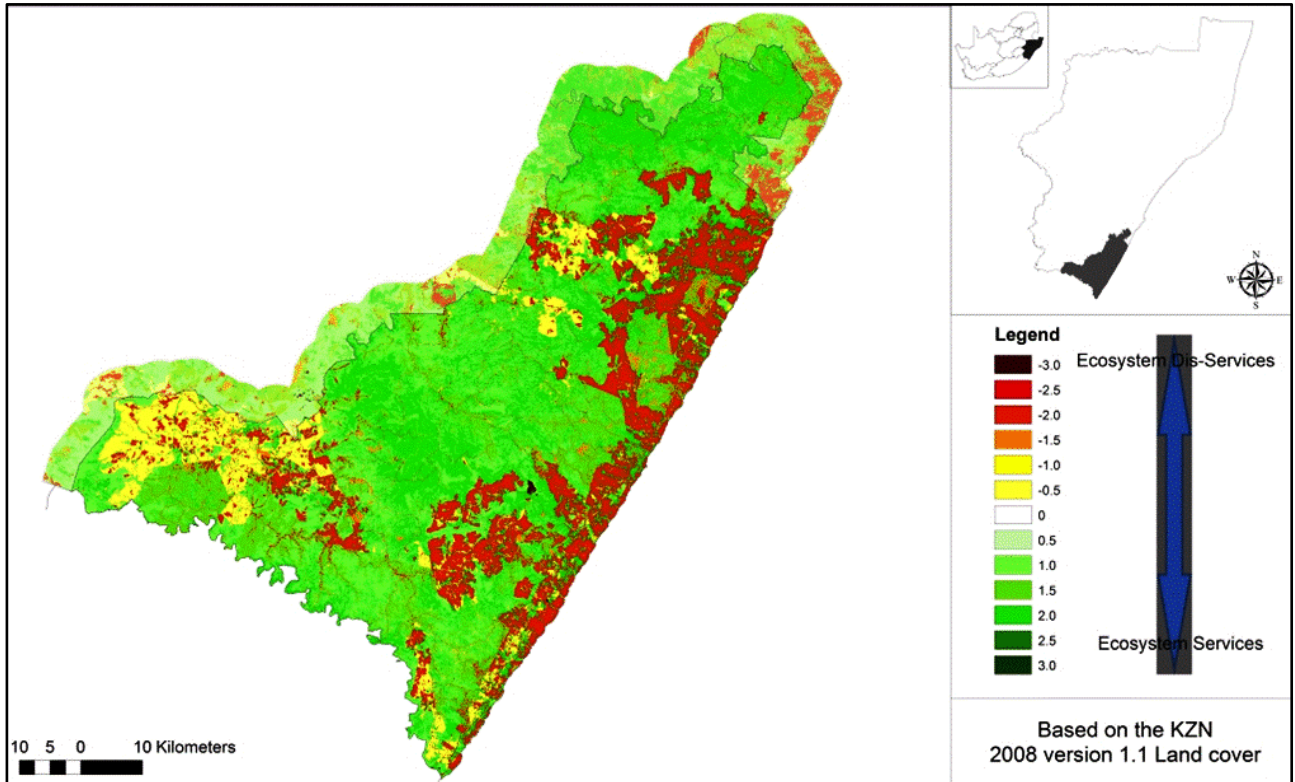 N
W E
S
Legend
-3.0
-2.5
-2.0
-1.5
-1.0
-0.5
0
0.5
1.0
1.5
2.0
2.5
3.0
Ecosystem Dis-Services
Ecosystem Services
10 5 0 10 Kilometers
Based on the KZN
2008 version 1.1 Land cover